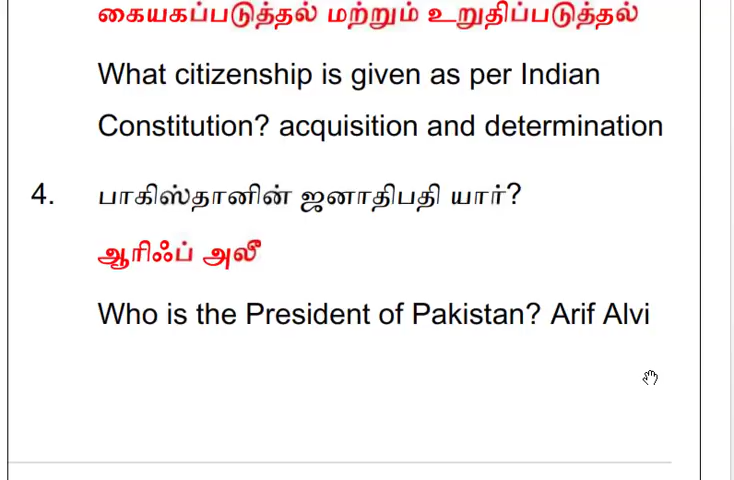 கையகப்படுத்தல் மற்றும் உறுதிப்படுத்தல்
What citizenship is given as per Indian
Constitution? acquisition and determination
4. பாகிஸ்தானின் ஜனாதிபதி யார்?
ஆரிஃப் அலீ
Who is the President of Pakistan? Arif Alvi